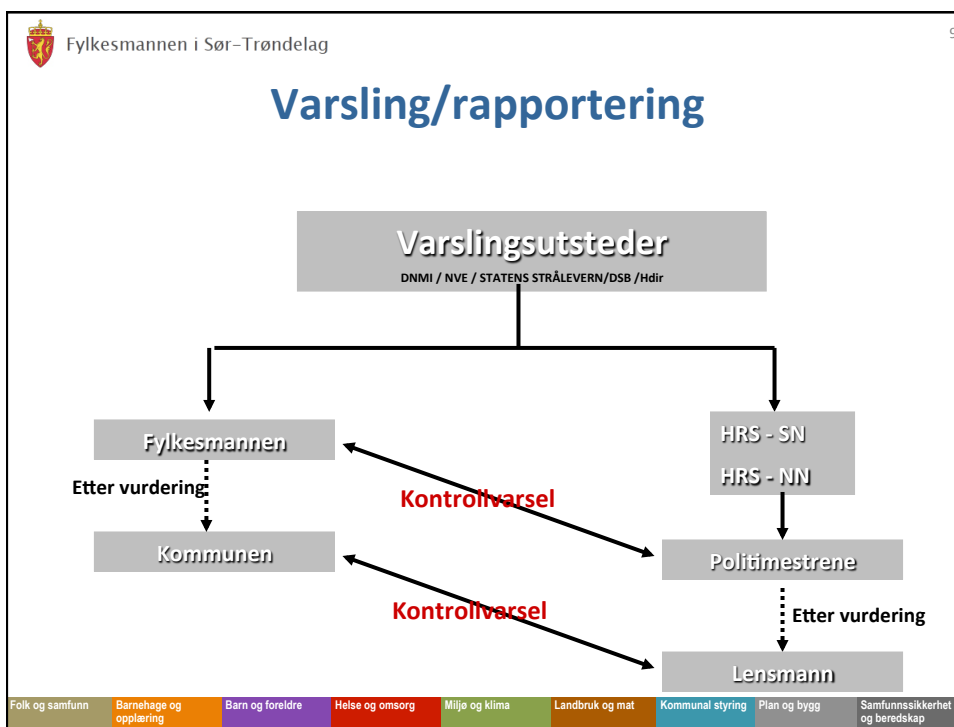 Fylkesmannen i Sør-Trøndelag
9
Varsling/rapportering
Varslingsutsteder
DNMI / NVE / STATENS STRÅLEVERN/DSB /Hdir
Fylkesmannen
HRS - SN
HRS - NN
Etter vurdering
Kontrollvarsel
Kommunen
Politimestrene
Kontrollvarsel
Etter vurdering
Lensmann
Folk og samfunn
Barnehage og
opplæring
Barn og foreldre
Helse og omsorg
Miljø og klima
Landbruk og mat
Kommunal styring
Plan og bygg
Samfunnssikkerhet
og beredskap